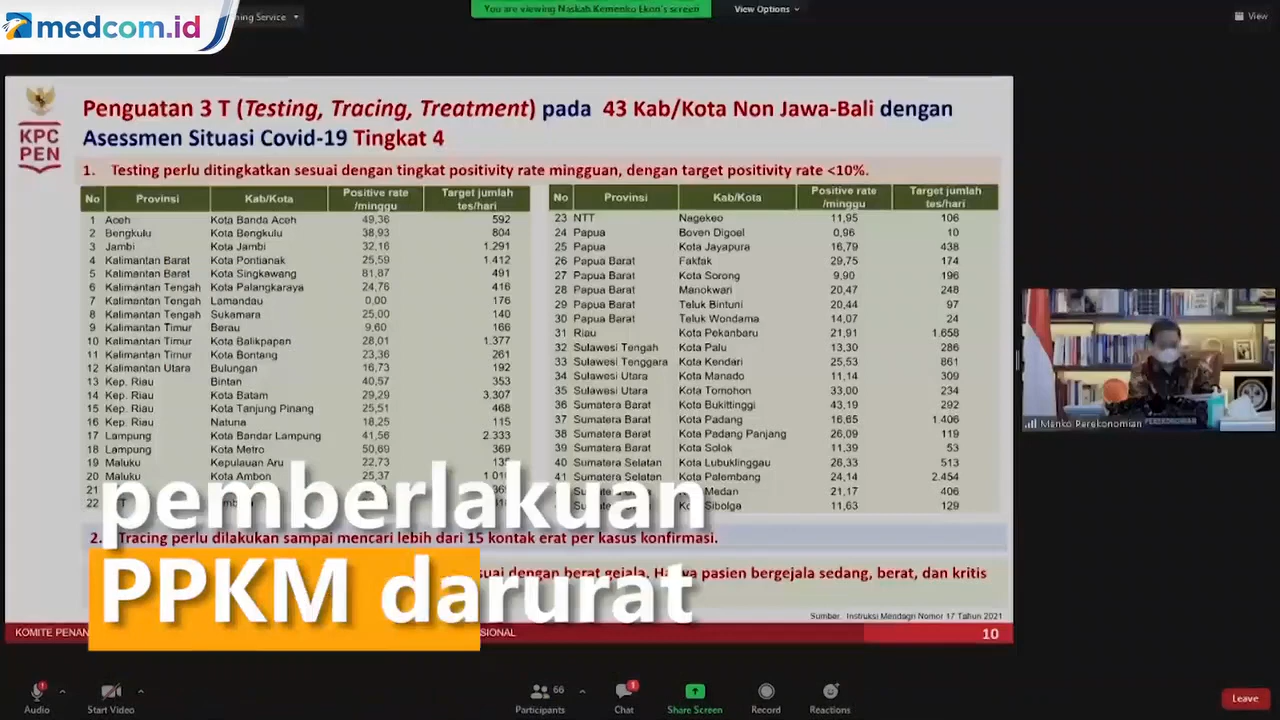 medcom.id
ning Service
You are viewing Naskah Kemenko Ekon's screen
View Options
View
KPC
PEN
Penguatan 3 T (Testing, Tracing, Treatment) pada 43 Kab/Kota Non Jawa-Bali dengan
Asessmen Situasi Covid-19 Tingkat 4
1. Testing perlu ditingkatkan sesuai dengan tingkat positivity rate mingguan, dengan target positivity rate <10%.
No Provinsi Kab/Kota Positive rate /minggu Target jumlah tes/hari
1 Aceh Kota Banda Aceh 49,36 592
2 Bengkulu Kota Bengkulu 38,93 804
3 Jambi Kota Jambi 32,16 1.291
4 Kalimantan Barat Kota Pontianak 25,59 1.412
5 Kalimantan Barat Kota Singkawang 81,87 491
6 Kalimantan Tengah Kota Palangkaraya 24,76 416
7 Kalimantan Tengah Lamandau 0,00 176
8 Kalimantan Tengah Sukamara 25,00 140
9 Kalimantan Timur Berau 9,60 166
10 Kalimantan Timur Kota Balikpapan 28,01 1.377
11 Kalimantan Timur Kota Bontang 23,36 261
12 Kalimantan Utara Bulungan 16,73 192
13 Kep. Riau Bintan 40,57 353
14 Kep. Riau Kota Batam 29,29 3.307
15 Kep. Riau Kota Tanjung Pinang 25,51 468
16 Kep. Riau Natuna 18,25 115
17 Lampung Kota Bandar Lampung 41,56 2.333
18 Lampung Kota Metro 50,69 369
19 Maluku Kepulauan Aru 22,73
20 Maluku Kota Ambon 25,37
21
22
No Provinsi Kab/Kota Positive rate /minggu Target jumlah tes/hari
23 NTT Nagekeo 11,95 106
24 Papua Boven Digoel 0,96 10
25 Papua Kota Jayapura 16,79 438
26 Papua Barat Fakfak 29,75 174
27 Papua Barat Kota Sorong 9,90 196
28 Papua Barat Manokwari 20,47 248
29 Papua Barat Teluk Bintuni 20,44 97
30 Papua Barat Teluk Wondama 14,07 24
31 Riau Kota Pekanbaru 21,91 1.658
32 Sulawesi Tengah Kota Palu 13,30 286
33 Sulawesi Tenggara Kota Kendari 25,53 861
34 Sulawesi Utara Kota Manado 11,14 309
35 Sulawesi Utara Kota Tomohon 33,00 234
36 Sumatera Barat Kota Bukittinggi 43,19 292
37 Sumatera Barat Kota Padang 16,65 1.406
38 Sumatera Barat Kota Padang Panjang 26,09 119
39 Sumatera Barat Kota Solok 11,39 53
40 Sumatera Selatan Kota Lubuklinggau 26,33 513
41 Sumatera Selatan Kota Palembang 24,14 2.454
Medan 21,17 406
Sibolga 11,63 129
pemberlakuan
PPKM darurat
2. Tracing perlu dilakukan sampai mencari lebih dari 15 kontak erat per kasus konfirmasi.
suai dengan berat gejala. Hanya pasien bergejala sedang, berat, dan kritis
Sumber: Instruksi Mendagri Nomor 17 Tahun 2021
KOMITE PENAN
SIONAL
10
Menko Perekonomian
PEREKONOMIAN
Audio
Start Video
66
Participants
1
Chat
Share Screen
Record
Reactions
Leave